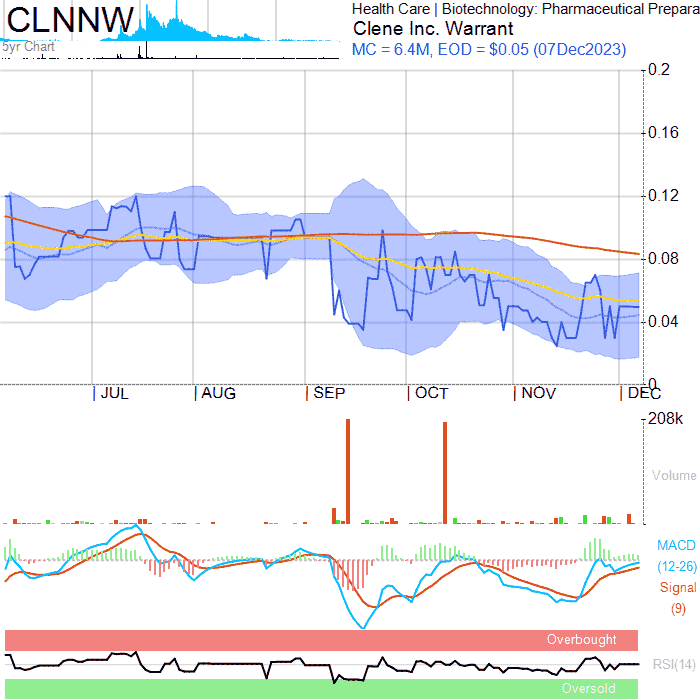 CLNNW
5yr Chart
Health Care | Biotechnology: Pharmaceutical Prepara
Clene Inc. Warrant
MC = 6.4M, EOD = $0.05 (07Dec2023)
0.2
0.16
0.12
0.08
0.04
0
JUL
AUG
SEP
OCT
NOV
DEC
208k
Volume
MACD
(12-26)
Signal
(9)
Overbought
RSI(14)
Oversold